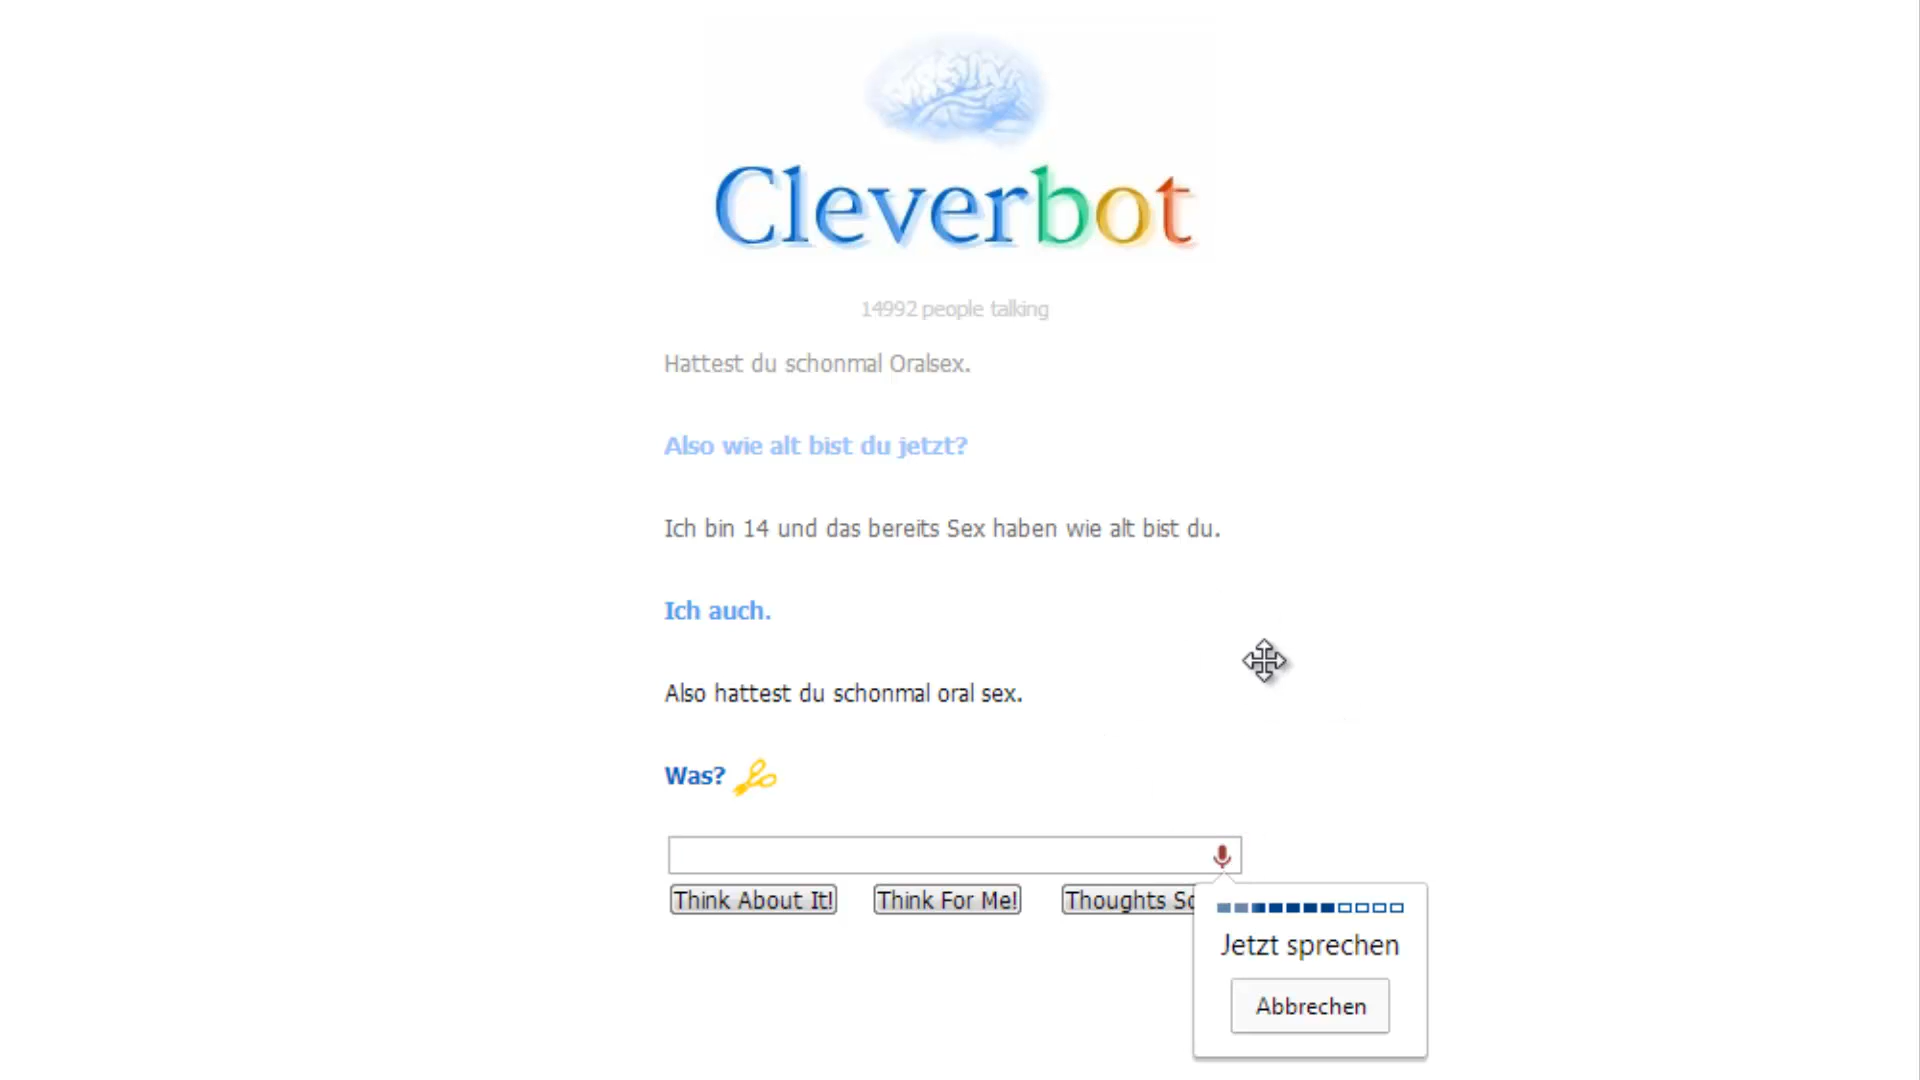 Cleverbot
14992 people talking
Hattest du schonmal Oralsex.
Also wie alt bist du jetzt?
Ich bin 14 und das bereits Sex haben wie alt bist du.
Ich auch.
Also hattest du schonmal oral sex.
Was?
Think About It! Think For Me! Thoughts So
Jetzt sprechen
Abbrechen